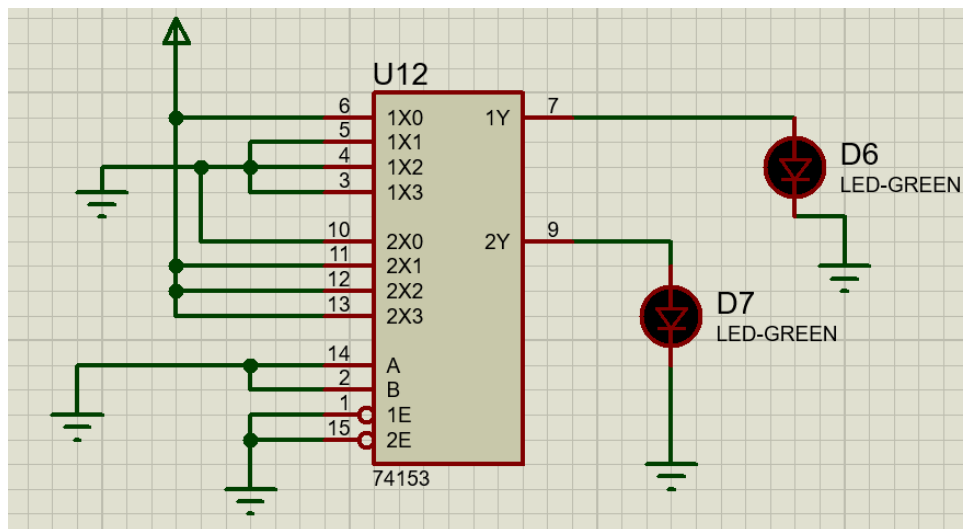 U12
6 1X0 1Y 7
5 1X1
4 1X2
3 1X3
10 2X0 2Y 9
11 2X1
12 2X2
13 2X3
14 A
2 B
1 1E
15 2E
74153
D6
LED-GREEN
D7
LED-GREEN